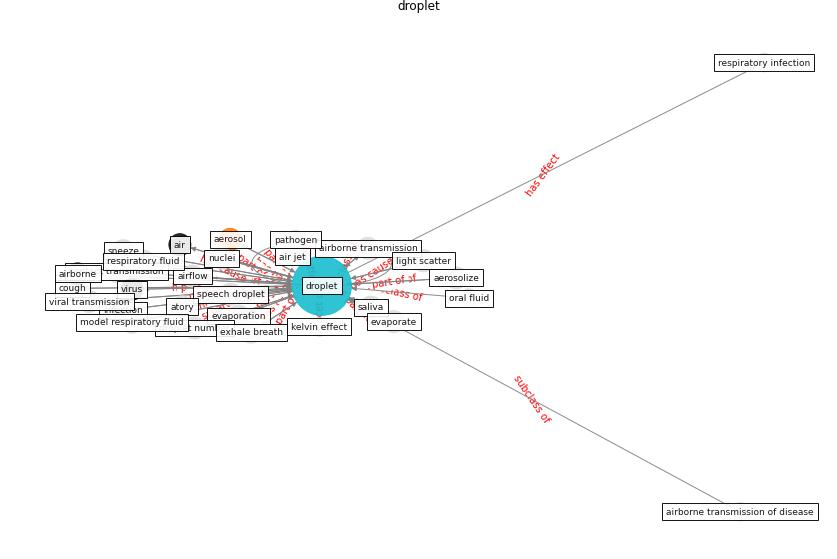 droplet
respiratory infection
has effect
aerosol
pathogen
air
sneeze
airborne transmission
nuclei
air jet
respiratory fluid
light scatter
transmission
airborne
airflow
aerosolize
part of
droplet
cough
virus
speech droplet
class of
oral fluid
viral transmission
atory
saliva
infection
evaporation
model respiratory fluid
evaporate
kelvin effect
exhale breath
subclass of
airborne transmission of disease